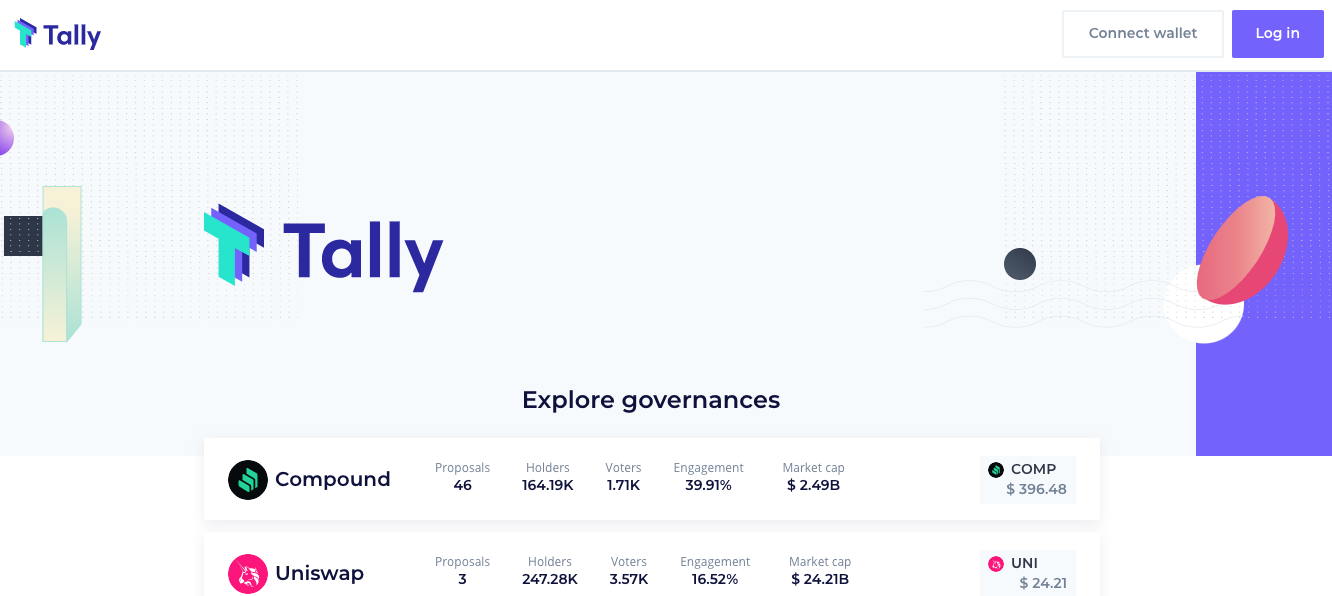 Tally
Connect wallet
Log in
Tally
Explore governances
Compound
Proposals
46
Holders
164.19K
Voters
1.71K
Engagement
39.91%
Market cap
$ 2.49B
COMP
$ 396.48
Uniswap
Proposals
3
Holders
247.28K
Voters
3.57K
Engagement
16.52%
Market cap
$ 24.21B
UNI
$ 24.21